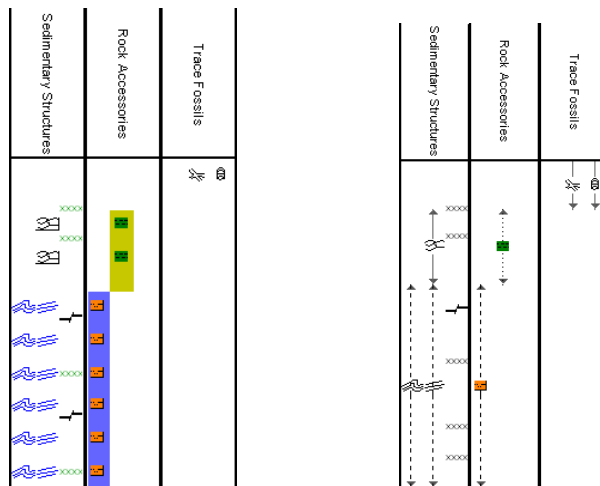 Sedimentary Structures
Rock Accessories
Trace Fossils
Sedimentary Structures
Rock Accessories
Trace Fossils